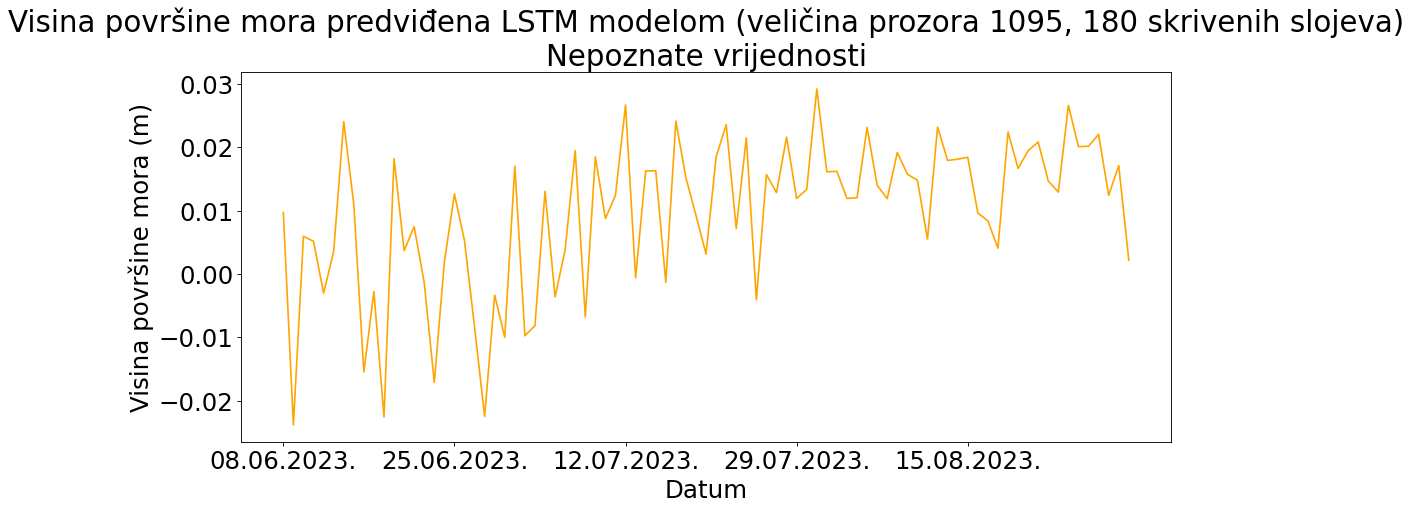 Visina površine mora predviđena LSTM modelom (veličina prozora 1095, 180 skrivenih slojeva)
Nepoznate vrijednosti
Visina površine mora (m)
0.03
0.02
0.01
0.00
−0.01
−0.02
08.06.2023. 25.06.2023. 12.07.2023. 29.07.2023. 15.08.2023.
Datum